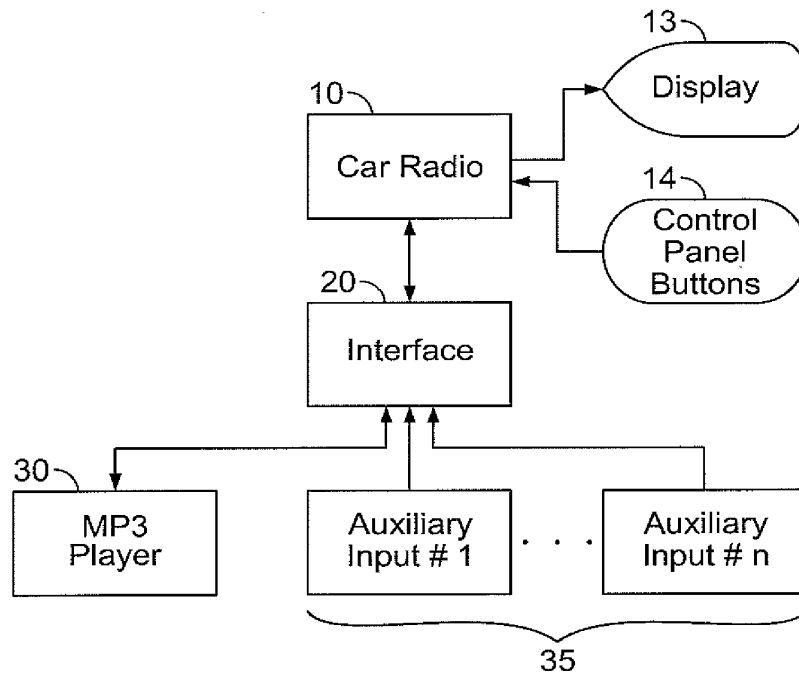 13
Display
10
Car Radio
14
Control
Panel
Buttons
20
Interface
30
MP3
Player
Auxiliary
Input # 1
. . .
Auxiliary
Input # n
35